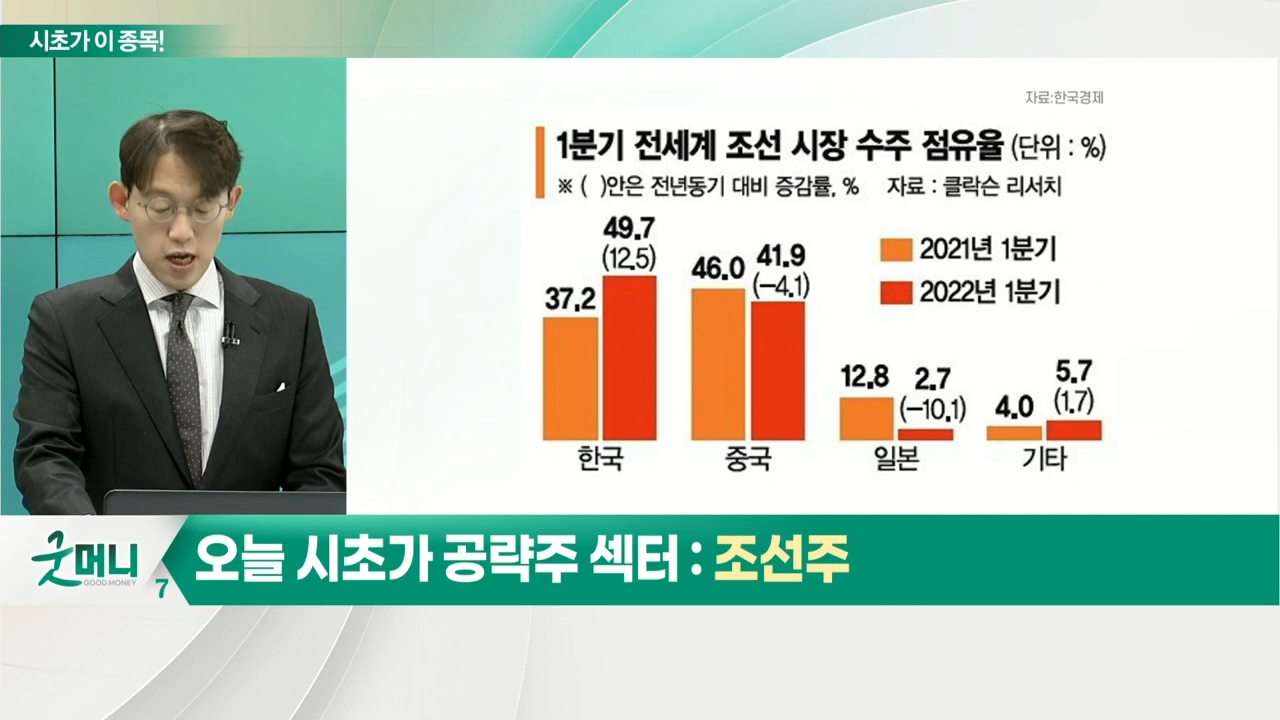 시초가 이 종목!
자료:한국경제
1분기 전세계 조선 시장 수주 점유율 (단위 : %)
※ ( )안은 전년동기 대비 증감률, % 자료 : 클락슨 리서치
2021년 1분기
2022년 1분기
37.2
49.7
(12.5)
46.0
41.9
(-4.1)
12.8
2.7
(-10.1)
4.0
5.7
(1.7)
한국
중국
일본
기타
굿머니
GOOD MONEY
7
오늘 시초가 공략주 섹터 : 조선주